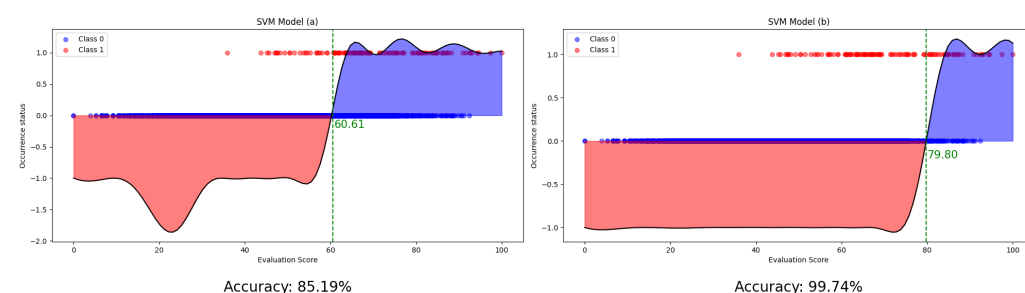 SVM Model (a)
Class 0
Class 1
1.0
0.5
0.0
−0.5
−1.0
−1.5
−2.0
Occurrence status
60.61
0
20
40
60
80
100
Evaluation Score
Accuracy: 85.19%
SVM Model (b)
Class 0
Class 1
1.0
0.5
0.0
−0.5
−1.0
Occurrence status
79.80
0
20
40
60
80
100
Evaluation Score
Accuracy: 99.74%